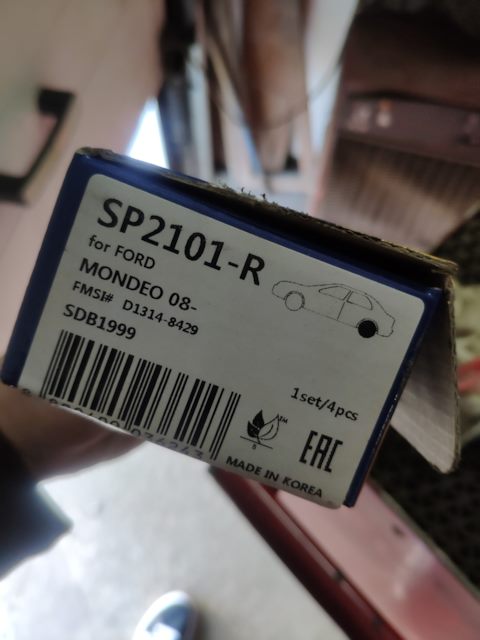 SP2101-R
for FORD
MONDEO 08-
FMSI# D1314-8429
SDB1999
1set/4pcs
EAC
MADE IN KOREA